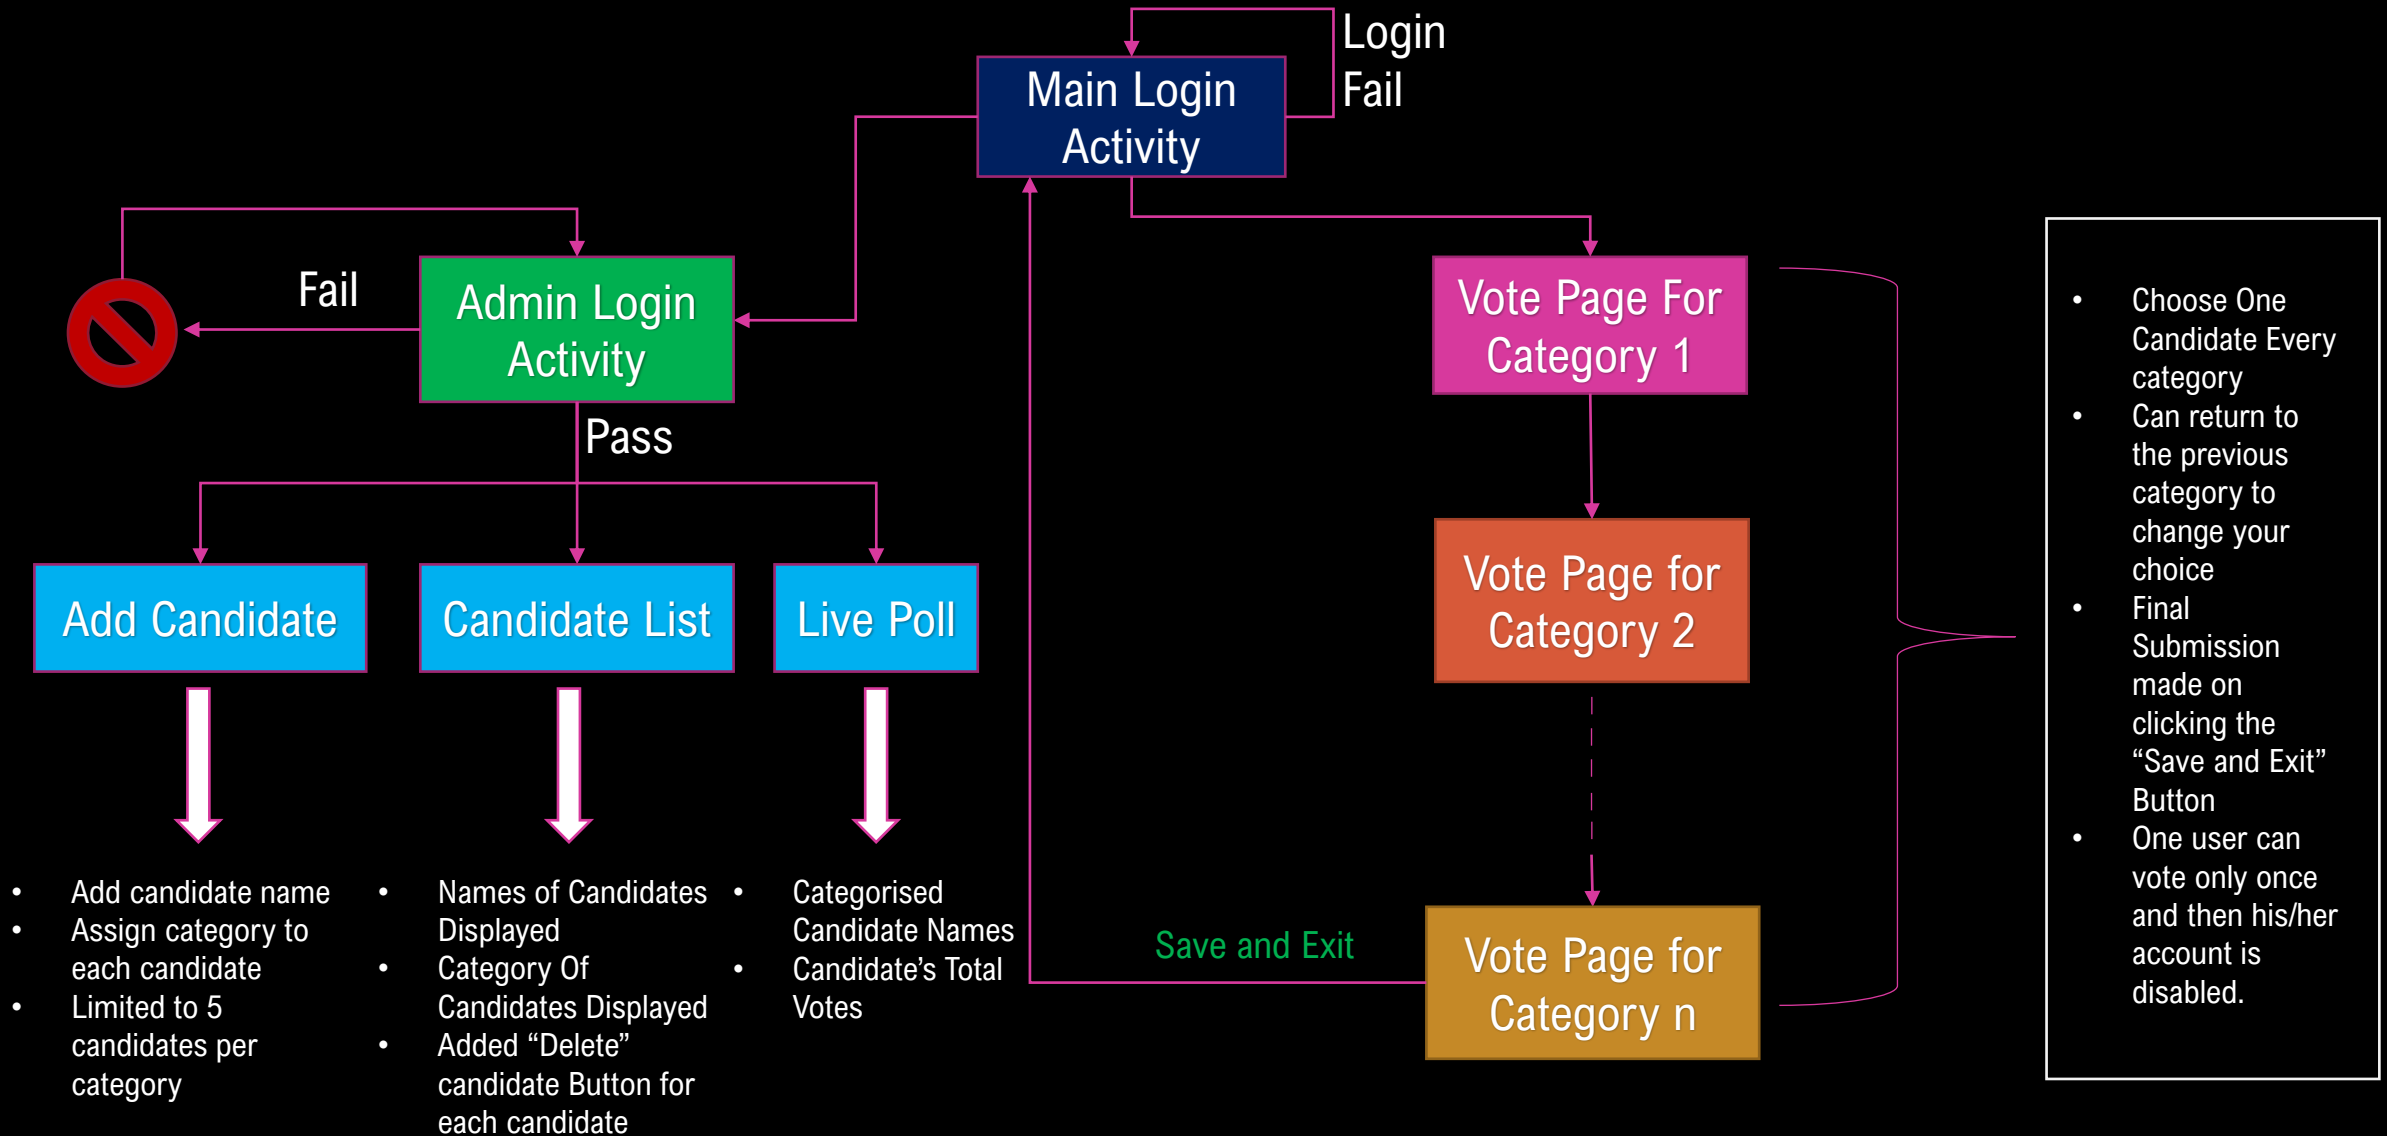 Login
Fail
Main Login
Activity
Fail
Admin Login
Activity
Pass
Add Candidate
Candidate List
Live Poll
• Add candidate name
• Assign category to
each candidate
• Limited to 5
candidates per
category
• Names of Candidates
Displayed
• Category Of
Candidates Displayed
• Added “Delete”
candidate Button for
each candidate
• Categorised
Candidate Names
• Candidate’s Total
Votes
Vote Page For
Category 1
Vote Page for
Category 2
Vote Page for
Category n
Save and Exit
• Choose One
Candidate Every
category
• Can return to
the previous
category to
change your
choice
• Final
Submission
made on
clicking the
“Save and Exit”
Button
• One user can
vote only once
and then his/her
account is
disabled.